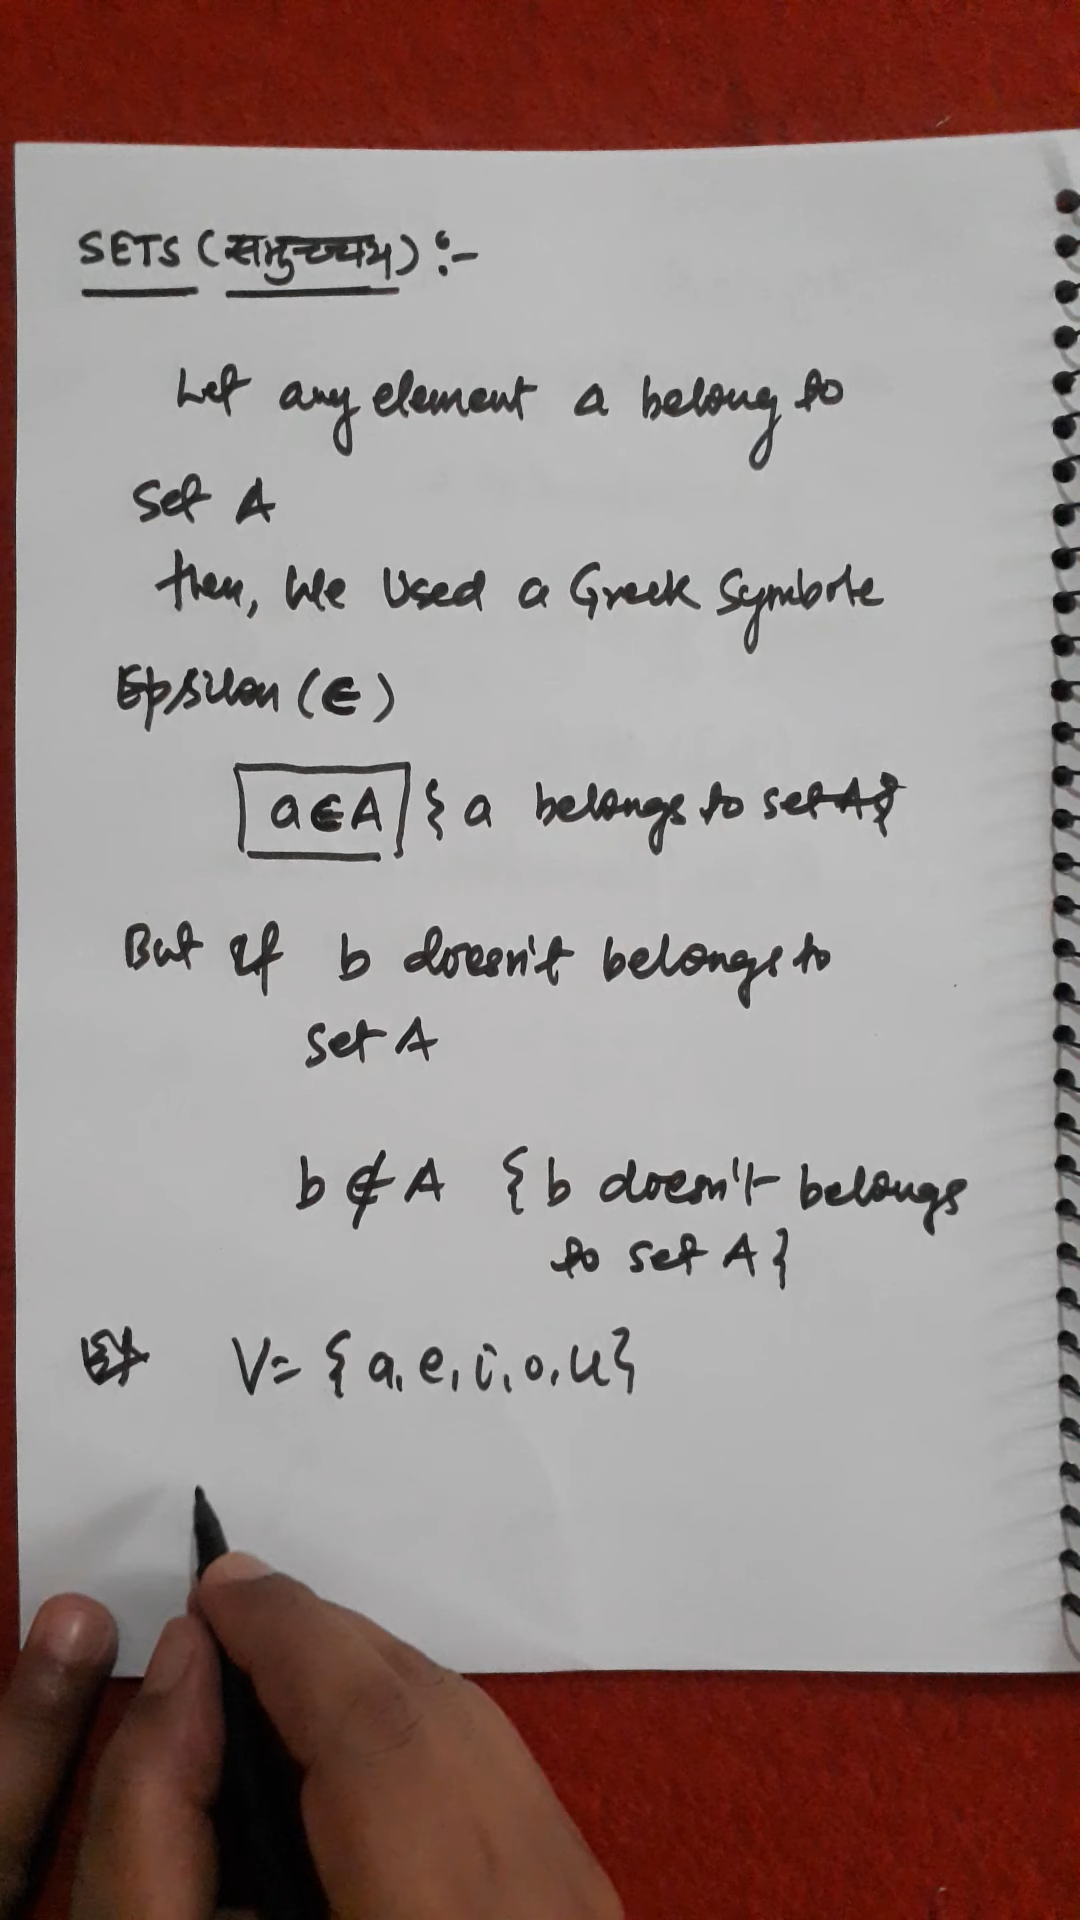 SETS (समुच्चय) :-
Let any element a belong to
Set A
then, We Used a Greek Symbole
Epsilon (∈)
a∈A { a belongs to set A}
But if b doesn't belongs to
set A
b ∉ A { b doesn't belongs
to set A }
Ex V= { a, e, i, o, u}